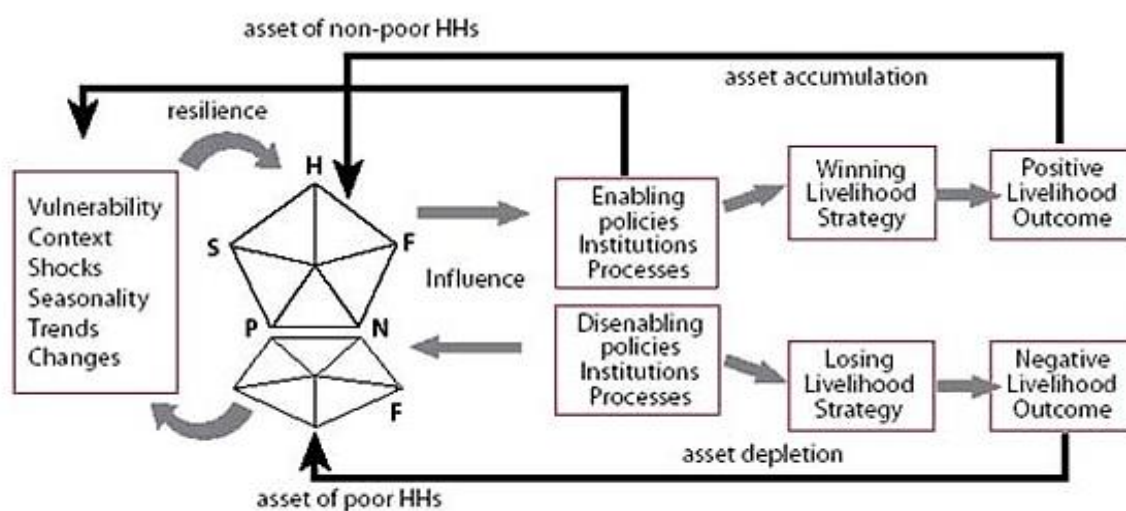 asset of non-poor HHs
asset accumulation
resilience
Vulnerability
Context
Shocks
Seasonality
Trends
Changes
H
S
F
P
N
F
Influence
Enabling
policies
Institutions
Processes
Winning
Livelihood
Strategy
Positive
Livelihood
Outcome
Disenabling
policies
Institutions
Processes
Losing
Livelihood
Strategy
Negative
Livelihood
Outcome
asset depletion
asset of poor HHs